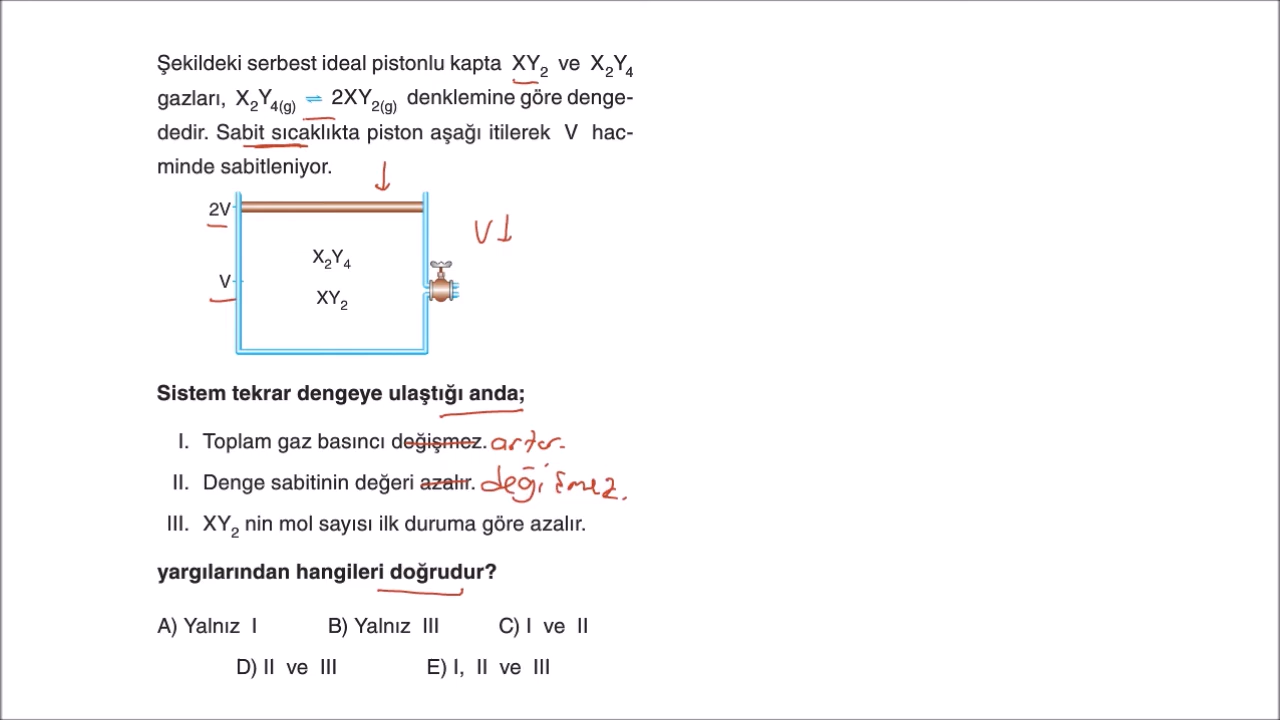 Şekildeki serbest ideal pistonlu kapta XY₂ ve X₂Y₄
gazları, X₂Y₄(g) ⇌ 2XY₂(g) denklemine göre denge-
dedir. Sabit sıcaklıkta piston aşağı itilerek V hac-
minde sabitleniyor.
2V
V↓
X₂Y₄
V
XY₂
Sistem tekrar dengeye ulaştığı anda;
I. Toplam gaz basıncı değişmez. artar.
II. Denge sabitinin değeri azalır. değişmez.
III. XY₂ nin mol sayısı ilk duruma göre azalır.
yargılarından hangileri doğrudur?
A) Yalnız I B) Yalnız III C) I ve II
D) II ve III E) I, II ve III